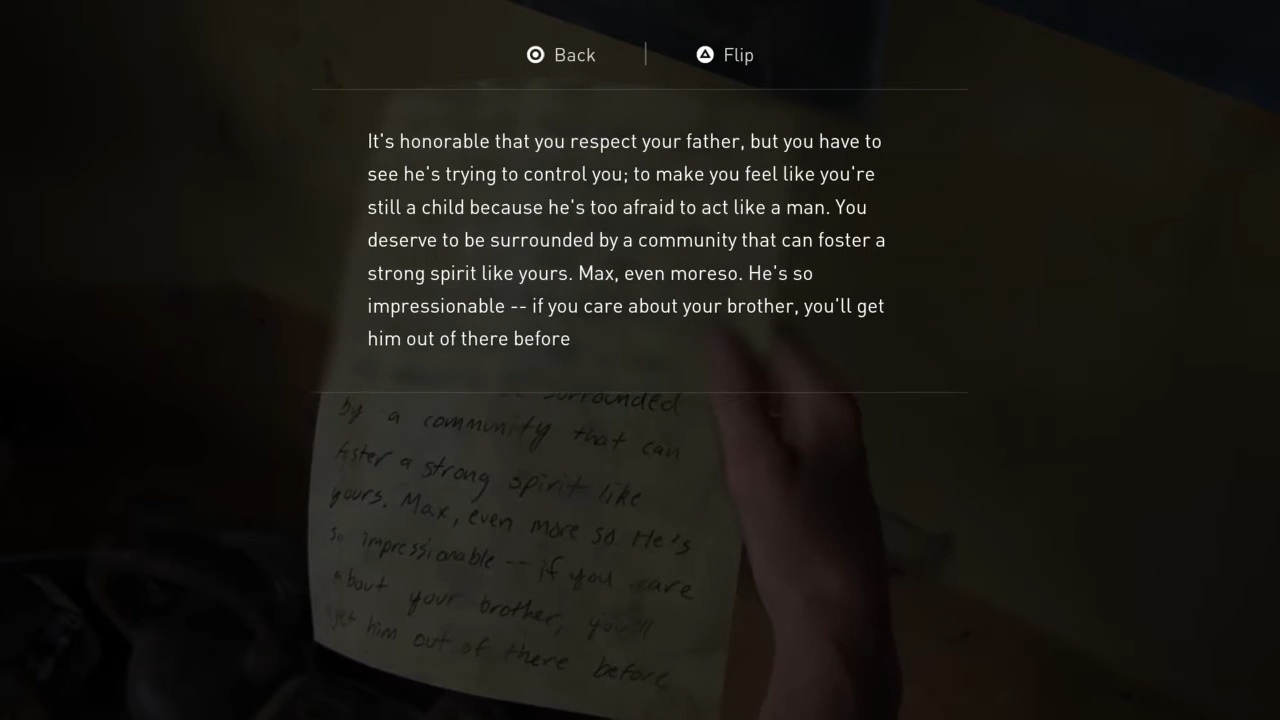 Back
Flip
It's honorable that you respect your father, but you have to
see he's trying to control you; to make you feel like you're
still a child because he's too afraid to act like a man. You
deserve to be surrounded by a community that can foster a
strong spirit like yours. Max, even moreso. He's so
impressionable -- if you care about your brother, you'll get
him out of there before
surrounded
by a community that can
foster a strong spirit like
yours. Max, even more so. He's
so impressionable -- if you care
about your brother, you'll
get him out of there before